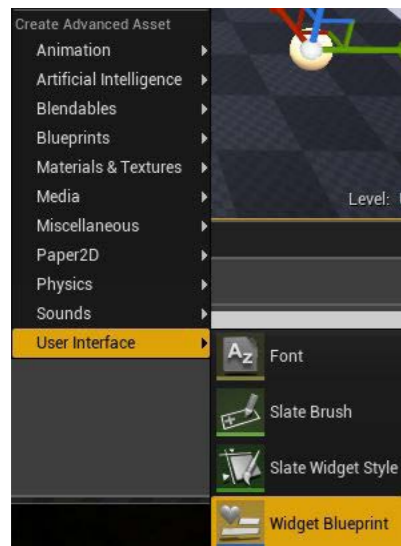 Create Advanced Asset
Animation
Artificial Intelligence
Blendables
Blueprints
Materials & Textures
Media
Level:
Miscellaneous
Paper2D
Physics
Sounds
User Interface
Font
Slate Brush
Slate Widget Style
Widget Blueprint